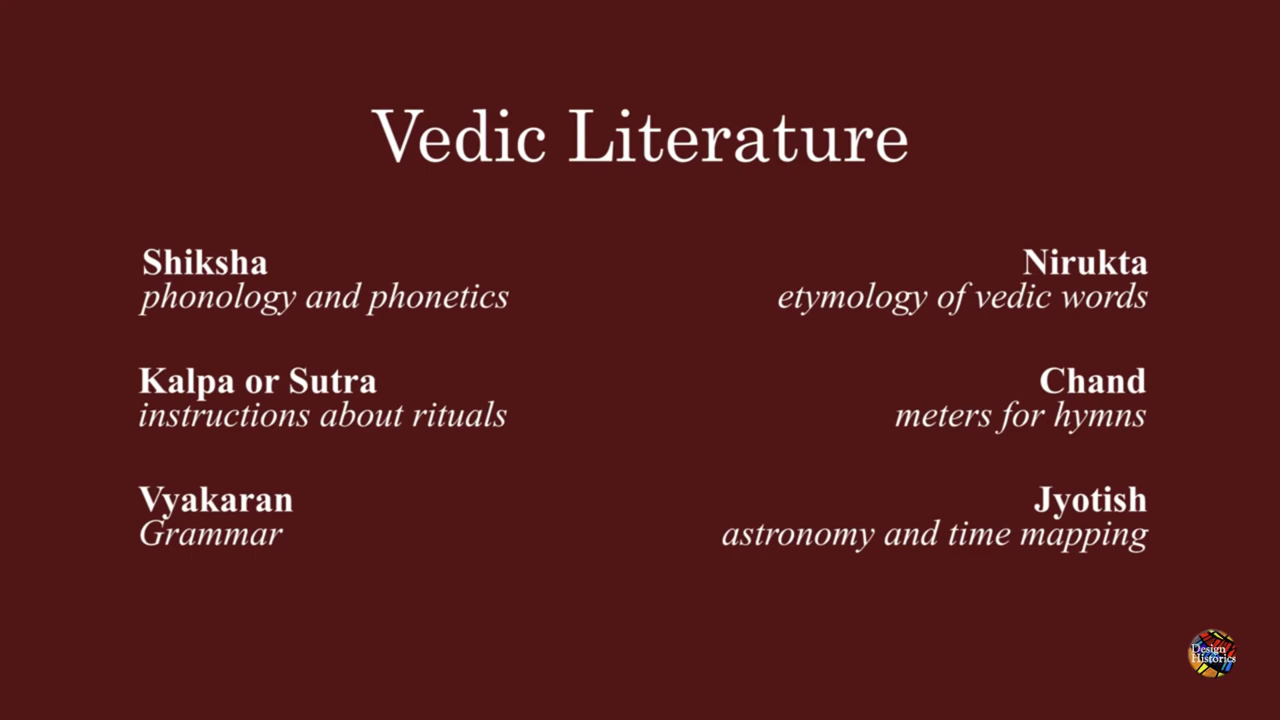 Vedic Literature
Shiksha
phonology and phonetics
Kalpa or Sutra
instructions about rituals
Vyakaran
Grammar
Nirukta
etymology of vedic words
Chand
meters for hymns
Jyotish
astronomy and time mapping
Design
Historics